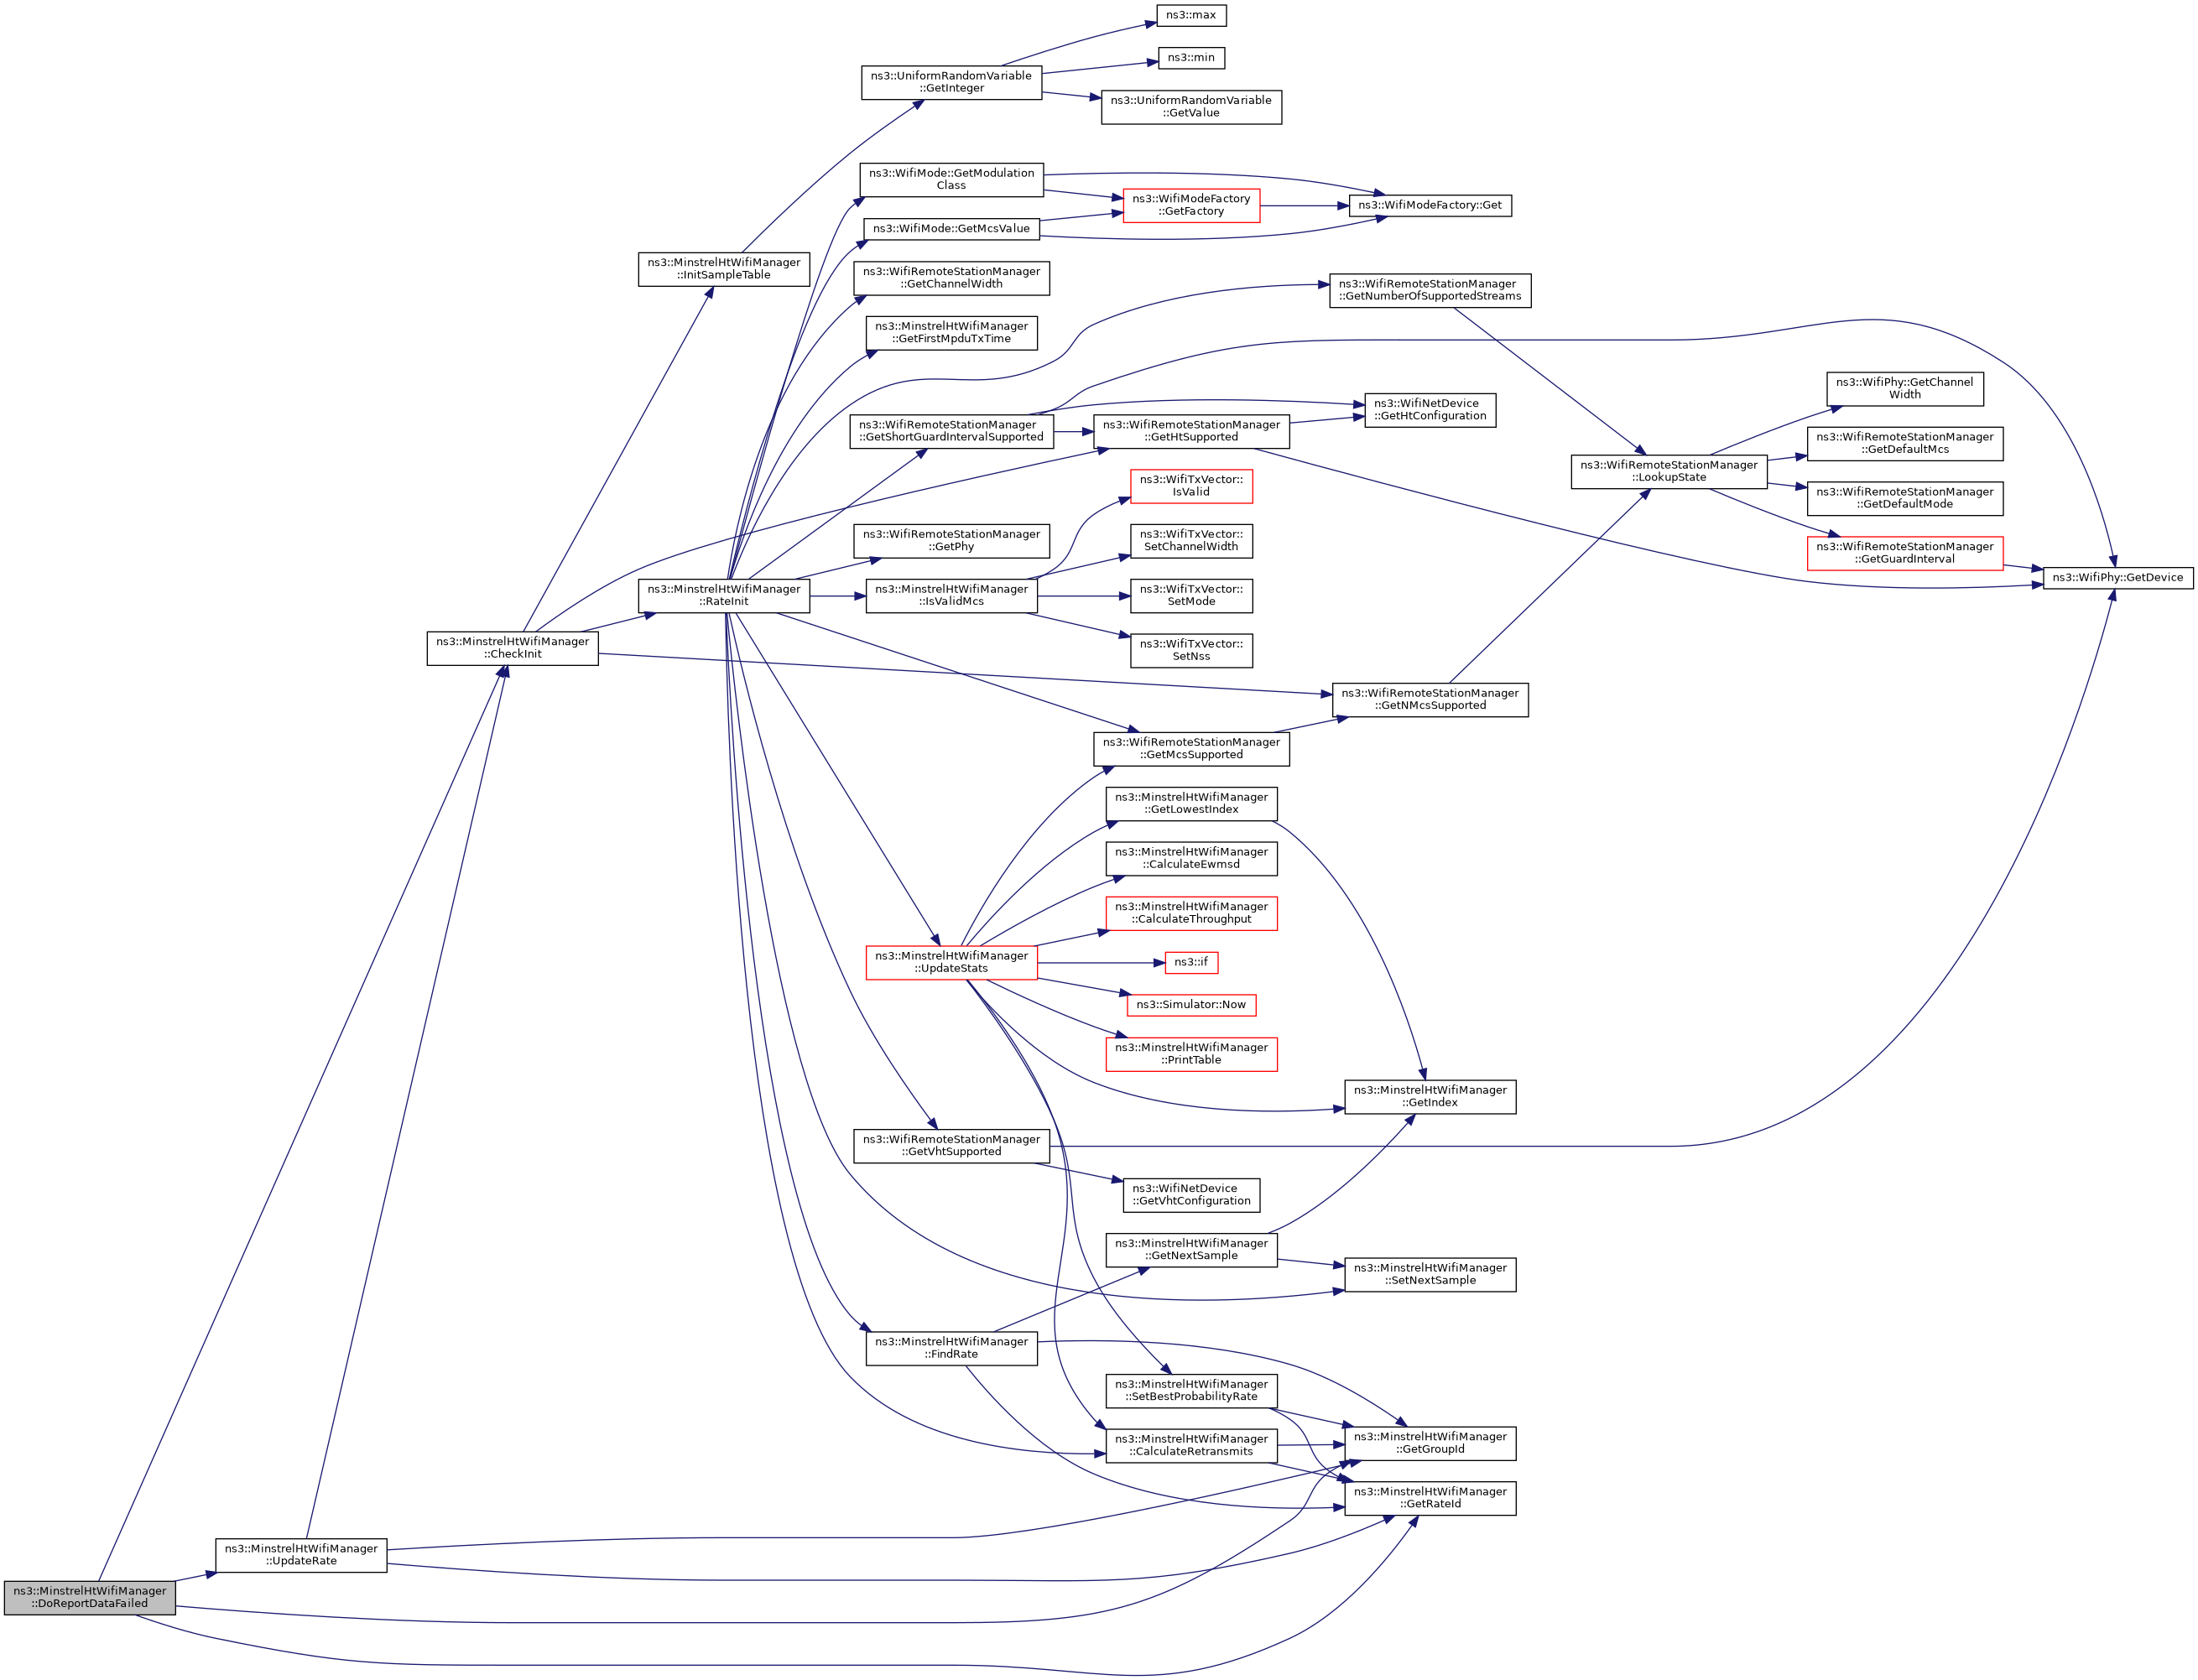 ns3::max
ns3::min
ns3::UniformRandomVariable
::GetInteger
ns3::UniformRandomVariable
::GetValue
ns3::WifiMode::GetModulation
Class
ns3::WifiModeFactory
::GetFactory
ns3::WifiModeFactory::Get
ns3::WifiMode::GetMcsValue
ns3::MinstrelHtWifiManager
::InitSampleTable
ns3::WifiRemoteStationManager
::GetChannelWidth
ns3::WifiRemoteStationManager
::GetNumberOfSupportedStreams
ns3::MinstrelHtWifiManager
::GetFirstMpduTxTime
ns3::WifiPhy::GetChannel
Width
ns3::WifiNetDevice
::GetHtConfiguration
ns3::WifiRemoteStationManager
::GetShortGuardIntervalSupported
ns3::WifiRemoteStationManager
::GetHtSupported
ns3::WifiRemoteStationManager
::GetDefaultMcs
ns3::WifiRemoteStationManager
::LookupState
ns3::WifiTxVector::
IsValid
ns3::WifiRemoteStationManager
::GetDefaultMode
ns3::WifiRemoteStationManager
::GetPhy
ns3::WifiTxVector::
SetChannelWidth
ns3::WifiRemoteStationManager
::GetGuardInterval
ns3::WifiPhy::GetDevice
ns3::MinstrelHtWifiManager
::RateInit
ns3::MinstrelHtWifiManager
::IsValidMcs
ns3::WifiTxVector::
SetMode
ns3::MinstrelHtWifiManager
::CheckInit
ns3::WifiTxVector::
SetNss
ns3::WifiRemoteStationManager
::GetNMcsSupported
ns3::WifiRemoteStationManager
::GetMcsSupported
ns3::MinstrelHtWifiManager
::GetLowestIndex
ns3::MinstrelHtWifiManager
::CalculateEwmsd
ns3::MinstrelHtWifiManager
::CalculateThroughput
ns3::MinstrelHtWifiManager
::UpdateStats
ns3::if
ns3::Simulator::Now
ns3::MinstrelHtWifiManager
::PrintTable
ns3::MinstrelHtWifiManager
::GetIndex
ns3::WifiRemoteStationManager
::GetVhtSupported
ns3::WifiNetDevice
::GetVhtConfiguration
ns3::MinstrelHtWifiManager
::GetNextSample
ns3::MinstrelHtWifiManager
::SetNextSample
ns3::MinstrelHtWifiManager
::FindRate
ns3::MinstrelHtWifiManager
::SetBestProbabilityRate
ns3::MinstrelHtWifiManager
::CalculateRetransmits
ns3::MinstrelHtWifiManager
::GetGroupId
ns3::MinstrelHtWifiManager
::GetRateId
ns3::MinstrelHtWifiManager
::UpdateRate
ns3::MinstrelHtWifiManager
::DoReportDataFailed